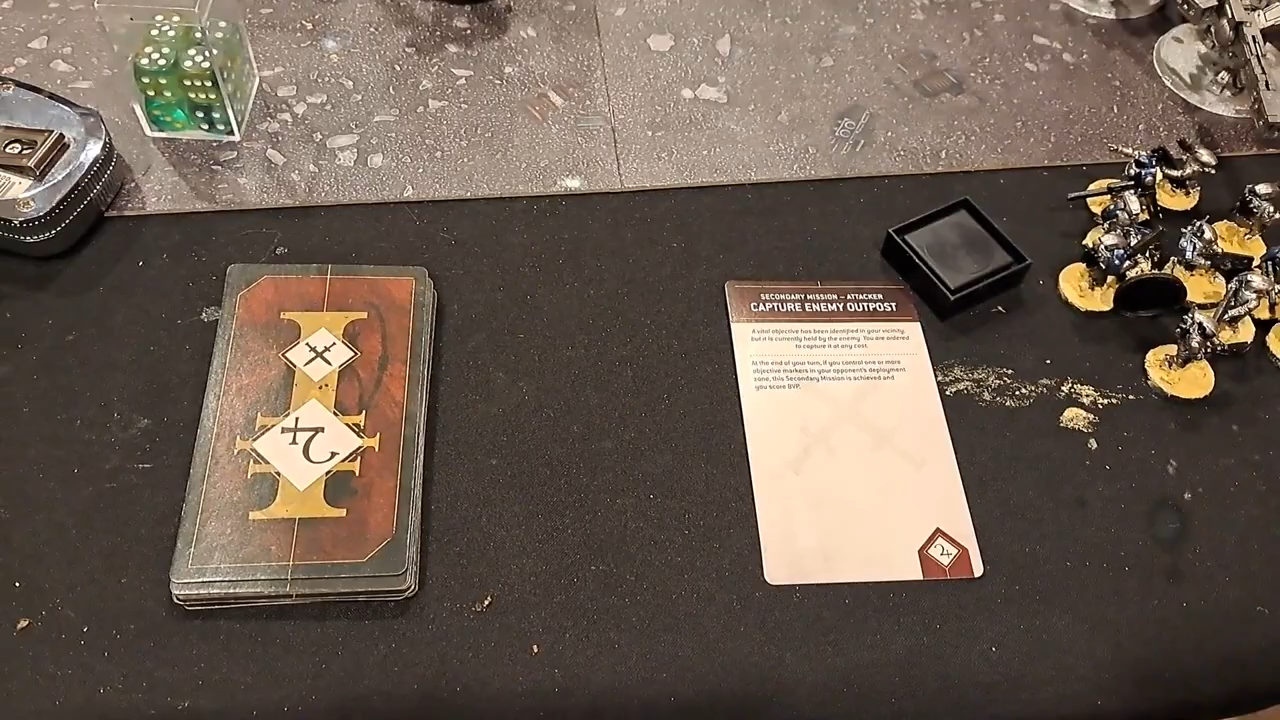 SECONDARY MISSION – ATTACKER
CAPTURE ENEMY OUTPOST
A vital objective has been identified in your vicinity,
but it is currently held by the enemy. You are ordered
to capture it at any cost.
At the end of your turn, if you control one or more
objective markers in your opponent's deployment
zone, this Secondary Mission is achieved and
you score 8VP.